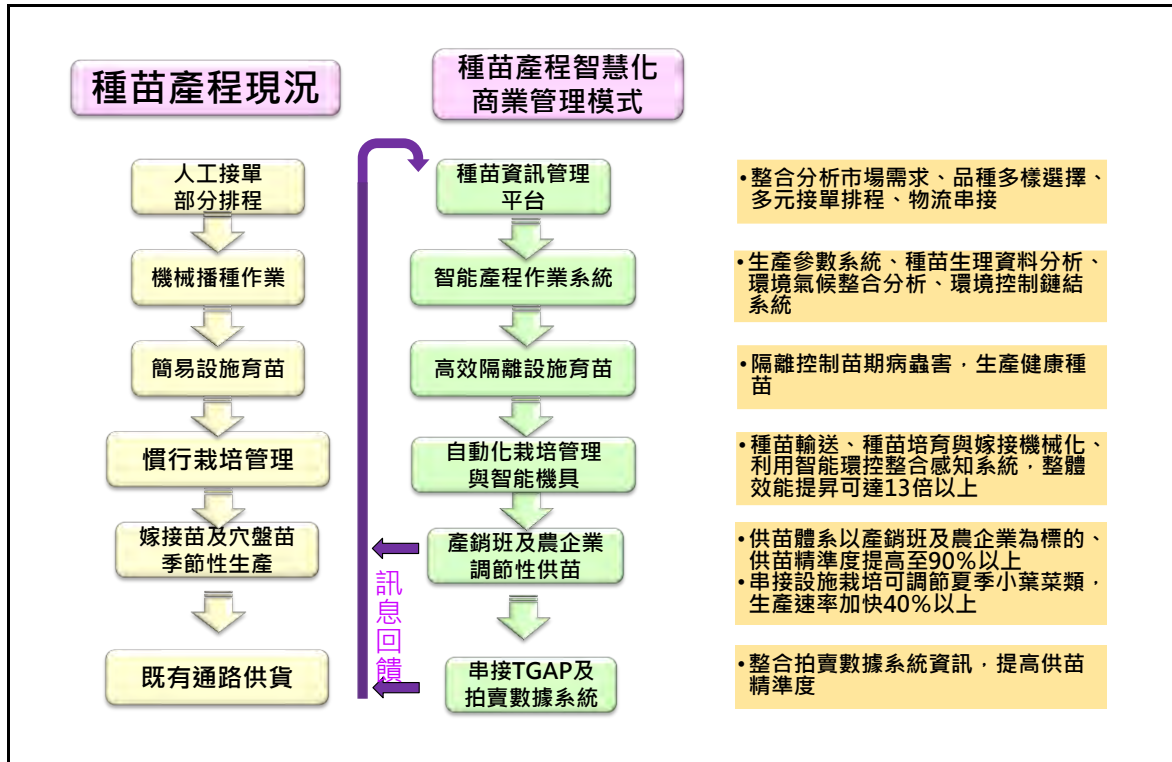 種苗產程現況
種苗產程智慧化
商業管理模式
人工接單
部分排程
機械播種作業
簡易設施育苗
慣行栽培管理
嫁接苗及穴盤苗
季節性生產
既有通路供貨
種苗資訊管理
平台
智能產程作業系統
高效隔離設施育苗
自動化栽培管理
與智能機具
產銷班及農企業
調節性供苗
串接TGAP及
拍賣數據系統
訊息回饋
•整合分析市場需求、品種多樣選擇、
多元接單排程、物流串接
•生產參數系統、種苗生理資料分析、
環境氣候整合分析、環境控制鏈結
系統
•隔離控制苗期病蟲害，生產健康種
苗
•種苗輸送、種苗培育與嫁接機械化、
利用智能環控整合感知系統，整體
效能提昇可達13倍以上
•供苗體系以產銷班及農企業為標的、
供苗精準度提高至90%以上
•串接設施栽培可調節夏季小葉菜類，
生產速率加快40%以上
•整合拍賣數據系統資訊，提高供苗
精準度